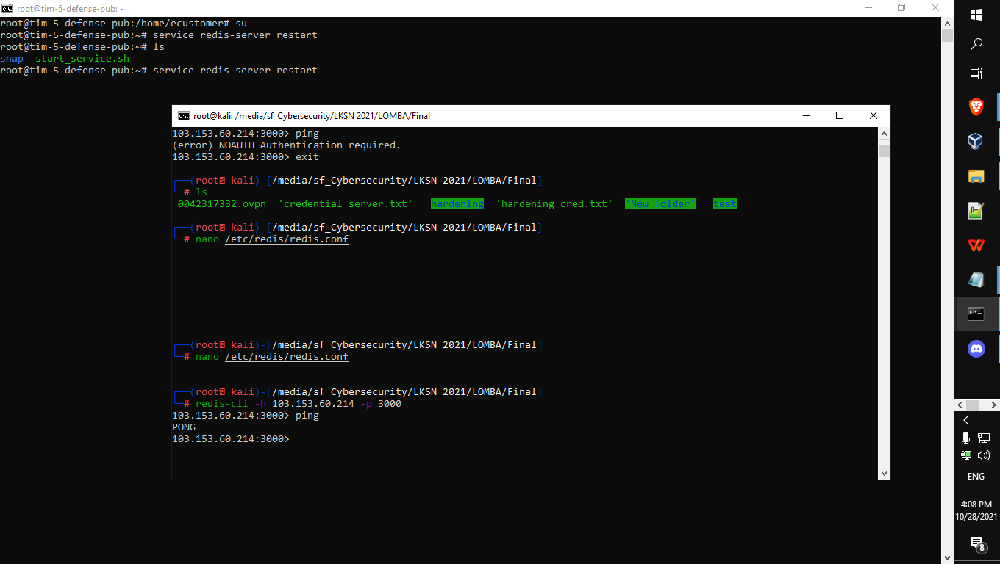 root@tim-5-defense-pub: ~
root@tim-5-defense-pub:/home/ecustomer# su -
root@tim-5-defense-pub:~# service redis-server restart
root@tim-5-defense-pub:~# ls
snap  start_service.sh
root@tim-5-defense-pub:~# service redis-server restart
root@kali: /media/sf_Cybersecurity/LKSN 2021/LOMBA/Final
103.153.60.214:3000> ping
(error) NOAUTH Authentication required.
103.153.60.214:3000> exit
┌──(root kali)-[/media/sf_Cybersecurity/LKSN 2021/LOMBA/Final]
└─# ls
0042317332.ovpn  'credential server.txt'   hardening  'hardening cred.txt'  'New folder'   test
┌──(root kali)-[/media/sf_Cybersecurity/LKSN 2021/LOMBA/Final]
└─# nano /etc/redis/redis.conf
┌──(root kali)-[/media/sf_Cybersecurity/LKSN 2021/LOMBA/Final]
└─# nano /etc/redis/redis.conf
┌──(root kali)-[/media/sf_Cybersecurity/LKSN 2021/LOMBA/Final]
└─# redis-cli -h 103.153.60.214 -p 3000
103.153.60.214:3000> ping
PONG
103.153.60.214:3000>
ENG
4:08 PM
10/28/2021
8